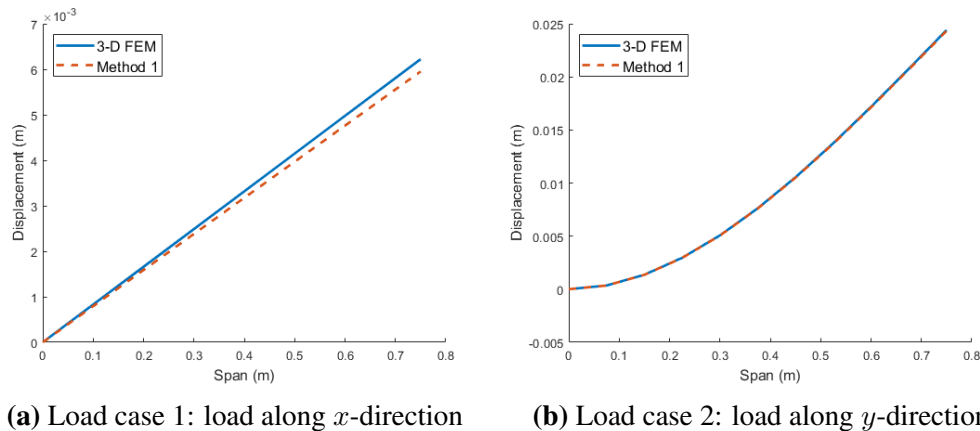 × 10⁻³
7
6
5
4
3
2
1
0
Displacement (m)
3-D FEM
Method 1
0 0.1 0.2 0.3 0.4 0.5 0.6 0.7 0.8
Span (m)
(a) Load case 1: load along x-direction
0.025
0.02
0.015
0.01
0.005
0
-0.005
Displacement (m)
3-D FEM
Method 1
0 0.1 0.2 0.3 0.4 0.5 0.6 0.7 0.8
Span (m)
(b) Load case 2: load along y-direction